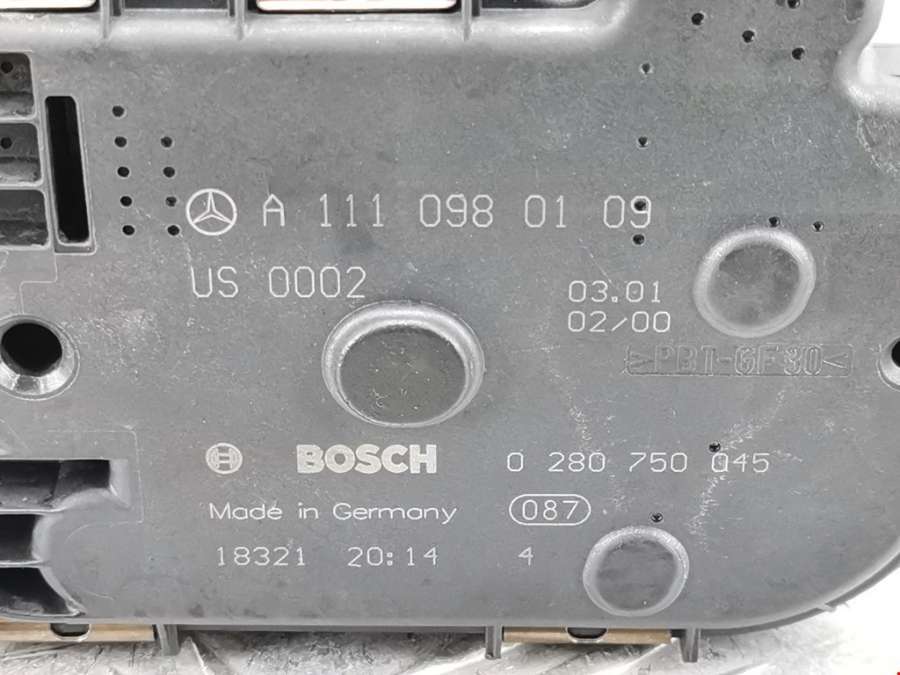 A 111 098 01 09
US 0002
03.01
02/00
>PBT-GF30<
BOSCH 0 280 750 045
Made in Germany 087
18321 20:14 4